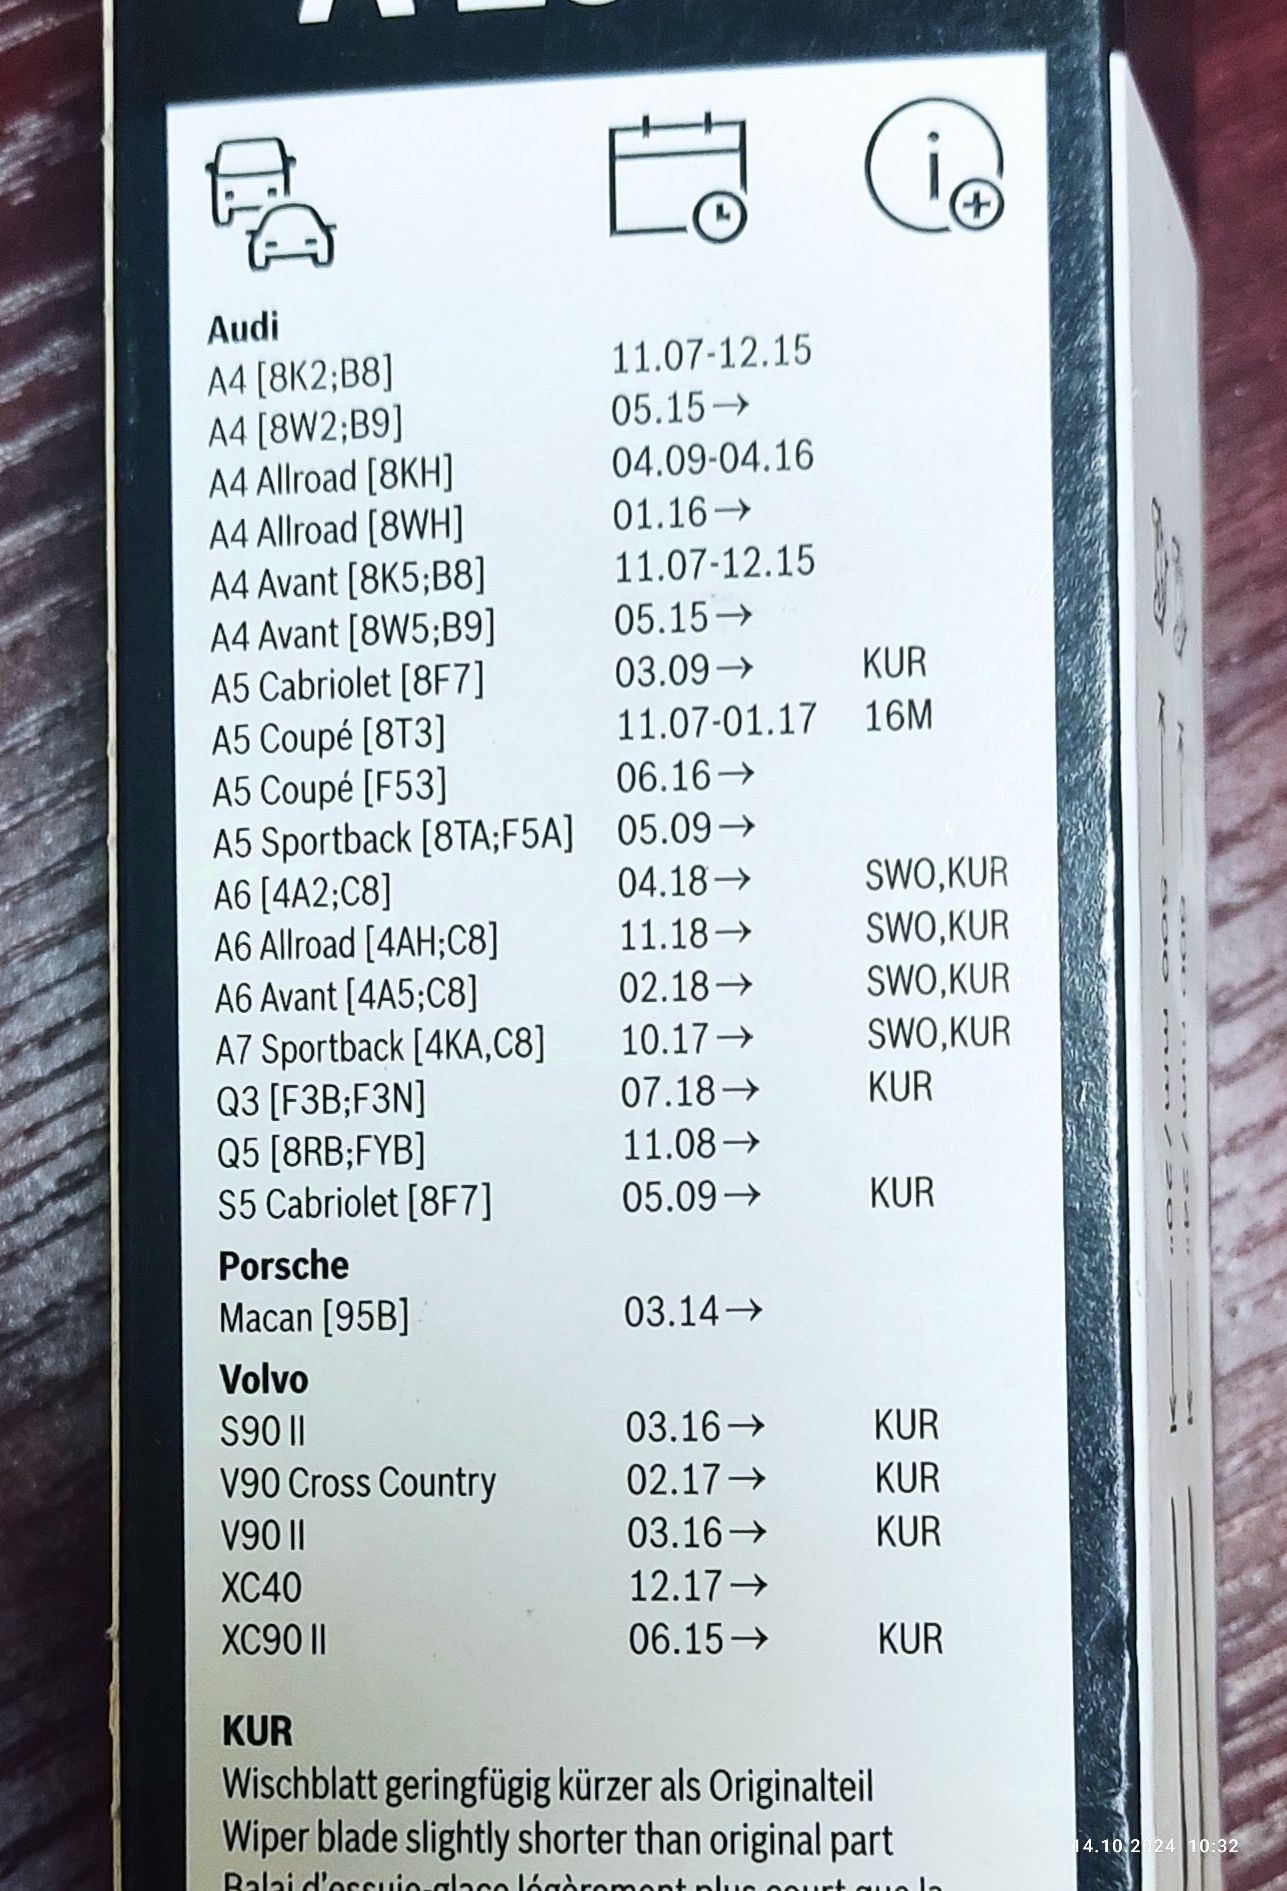 Audi
A4 [8K2;B8] 11.07-12.15
A4 [8W2;B9] 05.15→
A4 Allroad [8KH] 04.09-04.16
A4 Allroad [8WH] 01.16→
A4 Avant [8K5;B8] 11.07-12.15
A4 Avant [8W5;B9] 05.15→
A5 Cabriolet [8F7] 03.09→ KUR
A5 Coupé [8T3] 11.07-01.17 16M
A5 Coupé [F53] 06.16→
A5 Sportback [8TA;F5A] 05.09→
A6 [4A2;C8] 04.18→ SWO,KUR
A6 Allroad [4AH;C8] 11.18→ SWO,KUR
A6 Avant [4A5;C8] 02.18→ SWO,KUR
A7 Sportback [4KA,C8] 10.17→ SWO,KUR
Q3 [F3B;F3N] 07.18→ KUR
Q5 [8RB;FYB] 11.08→
S5 Cabriolet [8F7] 05.09→ KUR
Porsche
Macan [95B] 03.14→
Volvo
S90 II 03.16→ KUR
V90 Cross Country 02.17→ KUR
V90 II 03.16→ KUR
XC40 12.17→
XC90 II 06.15→ KUR
KUR
Wischblatt geringfügig kürzer als Originalteil
Wiper blade slightly shorter than original part
Balai d'essuie-glace légèrement plus court que la
14.10.2024 10:32